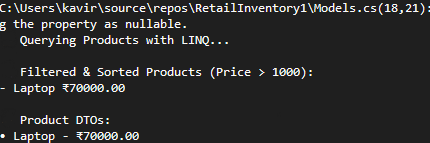 C:\Users\kavir\source\repos\RetailInventory1\Models.cs(18,21):
g the property as nullable.
Querying Products with LINQ...
Filtered & Sorted Products (Price > 1000):
- Laptop ₹70000.00
Product DTOs:
• Laptop - ₹70000.00